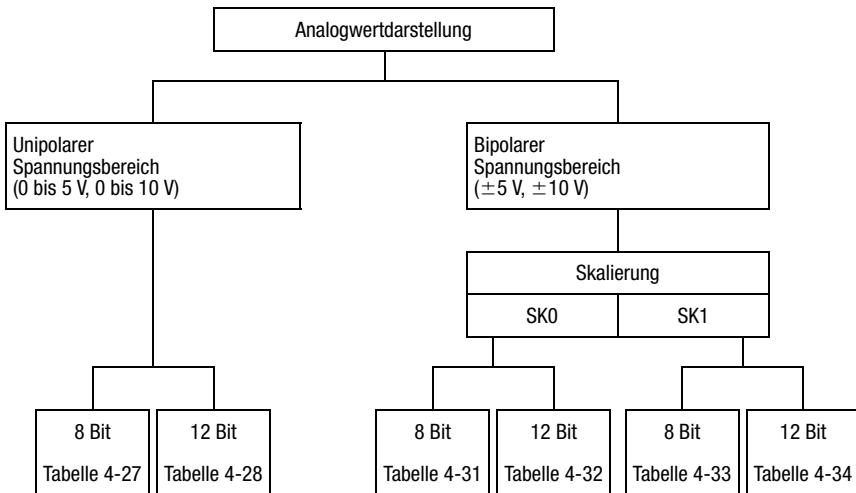 Analogwertdarstellung
Unipolarer
Spannungsbereich
(0 bis 5 V, 0 bis 10 V)
Bipolarer
Spannungsbereich
(±5 V, ±10 V)
Skalierung
SK0
SK1
8 Bit
Tabelle 4-27
12 Bit
Tabelle 4-28
8 Bit
Tabelle 4-31
12 Bit
Tabelle 4-32
8 Bit
Tabelle 4-33
12 Bit
Tabelle 4-34